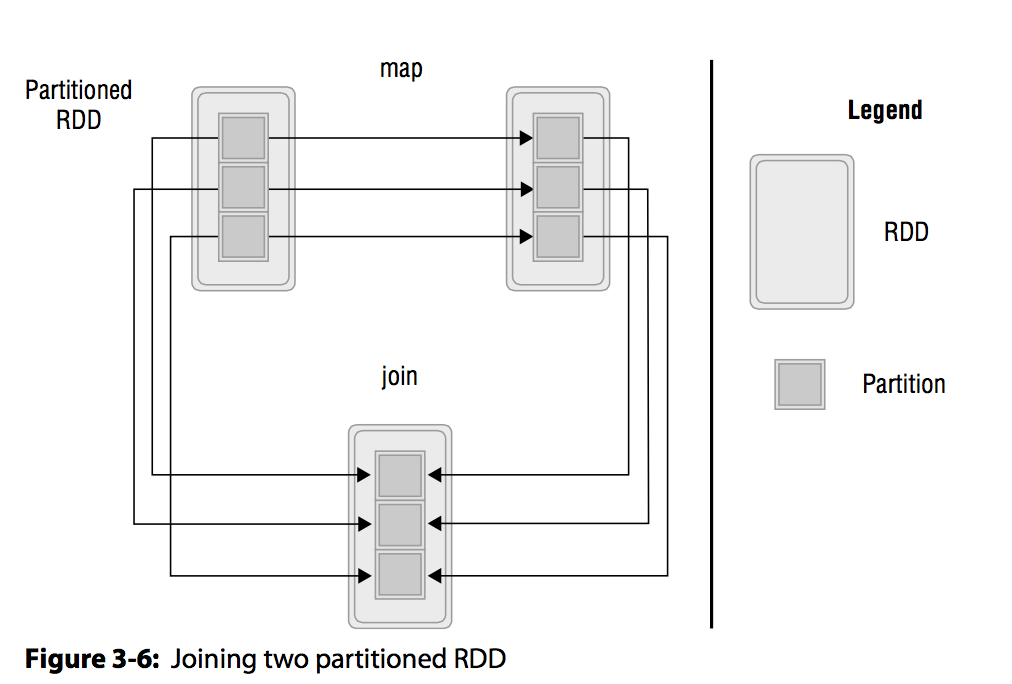 map
Partitioned
RDD
Legend
RDD
join
Partition
Figure 3-6: Joining two partitioned RDD